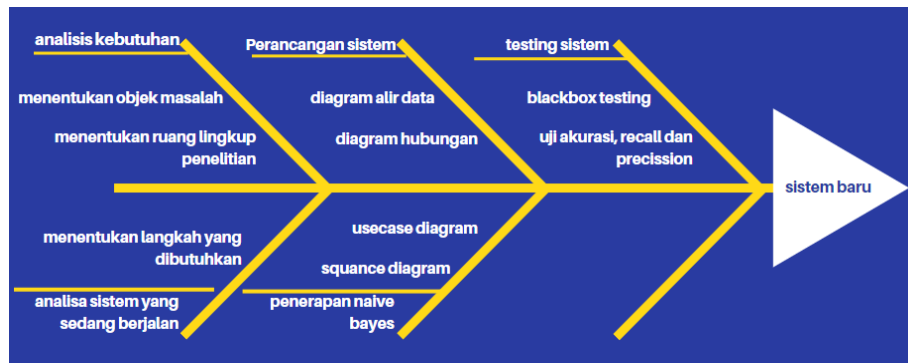 analisis kebutuhan
menentukan objek masalah
menentukan ruang lingkup
penelitian
Perancangan sistem
diagram alir data
diagram hubungan
testing sistem
blackbox testing
uji akurasi, recall dan
precission
sistem baru
menentukan langkah yang
dibutuhkan
analisa sistem yang
sedang berjalan
usecase diagram
squance diagram
penerapan naive
bayes